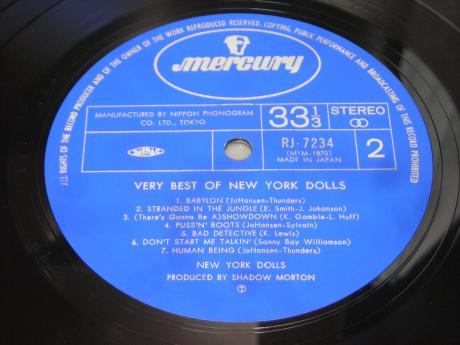 ALL RIGHTS OF THE RECORD PRODUCER AND OF THE OWNER OF THE WORK REPRODUCED RESERVED. COPYING, PUBLIC PERFORMANCE AND BROADCASTING OF THIS RECORD PROHIBITED
mercury
MANUFACTURED BY NIPPON PHONOGRAM
CO., LTD., TOKYO
33 1/3
STEREO
RJ-7234
(MYM-1870)
MADE IN JAPAN
2
VERY BEST OF NEW YORK DOLLS
1. BABYLON (JoHansen-Thunders)
2. STRANDED IN THE JUNGLE (E. Smith-J. Johanson)
3. (There's Gonna Be A)SHOWDOWN (K. Gamble-L. Huff)
4. PUSS'N' BOOTS (JoHansen-Sylvain)
5. BAD DETECTIVE (K. Lewis)
6. DON'T START ME TALKIN' (Sonny Boy Williamson)
7. HUMAN BEING (JoHansen-Thunders)
NEW YORK DOLLS
PRODUCED BY SHADOW MORTON